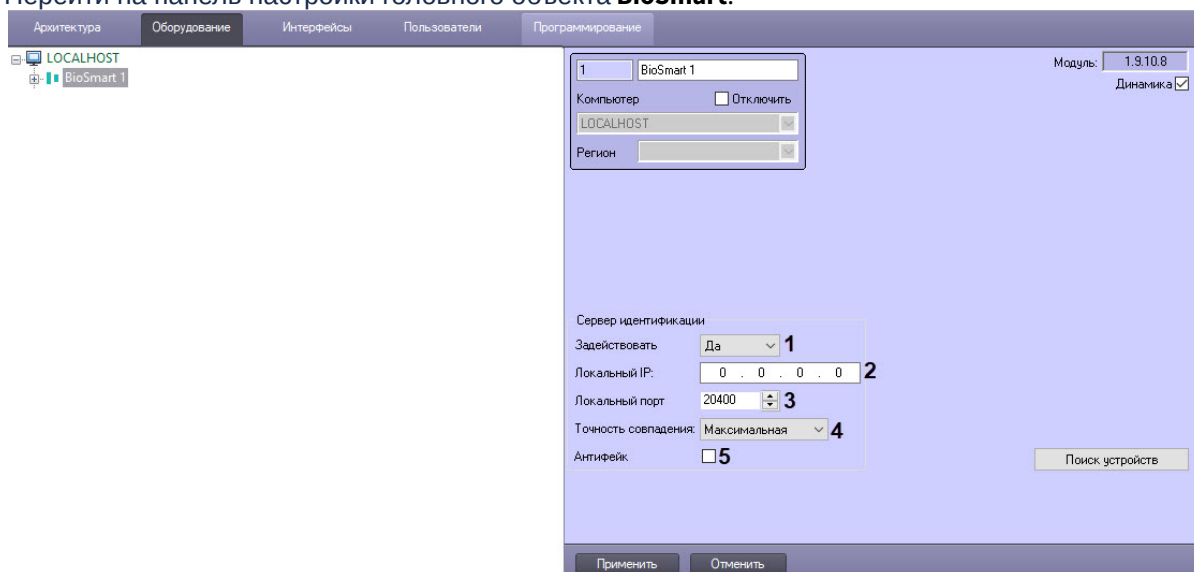 Перейти на панель настройки головного объекта BioSmart.
Архитектура Оборудование Интерфейсы Пользователи Программирование
LOCALHOST
BioSmart 1
1 BioSmart 1
Модуль: 1.9.10.8
Динамика
Компьютер Отключить
LOCALHOST
Регион
Сервер идентификации
Задействовать Да 1
Локальный IP: 0 . 0 . 0 . 0 2
Локальный порт 20400 3
Точность совпадения: Максимальная 4
Антифейк 5
Поиск устройств
Применить Отменить